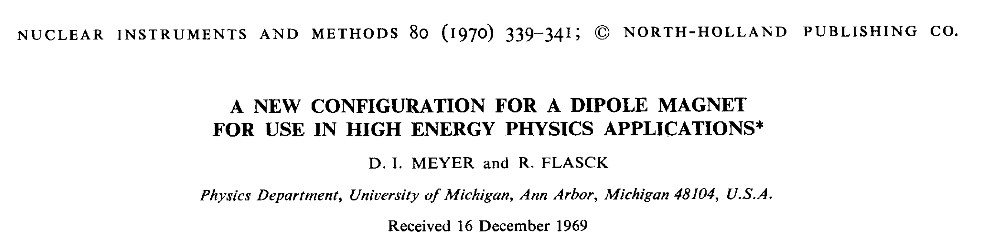 NUCLEAR INSTRUMENTS AND METHODS 80 (1970) 339–341; © NORTH-HOLLAND PUBLISHING CO.
A NEW CONFIGURATION FOR A DIPOLE MAGNET
FOR USE IN HIGH ENERGY PHYSICS APPLICATIONS*
D. I. MEYER and R. FLASCK
Physics Department, University of Michigan, Ann Arbor, Michigan 48104, U.S.A.
Received 16 December 1969